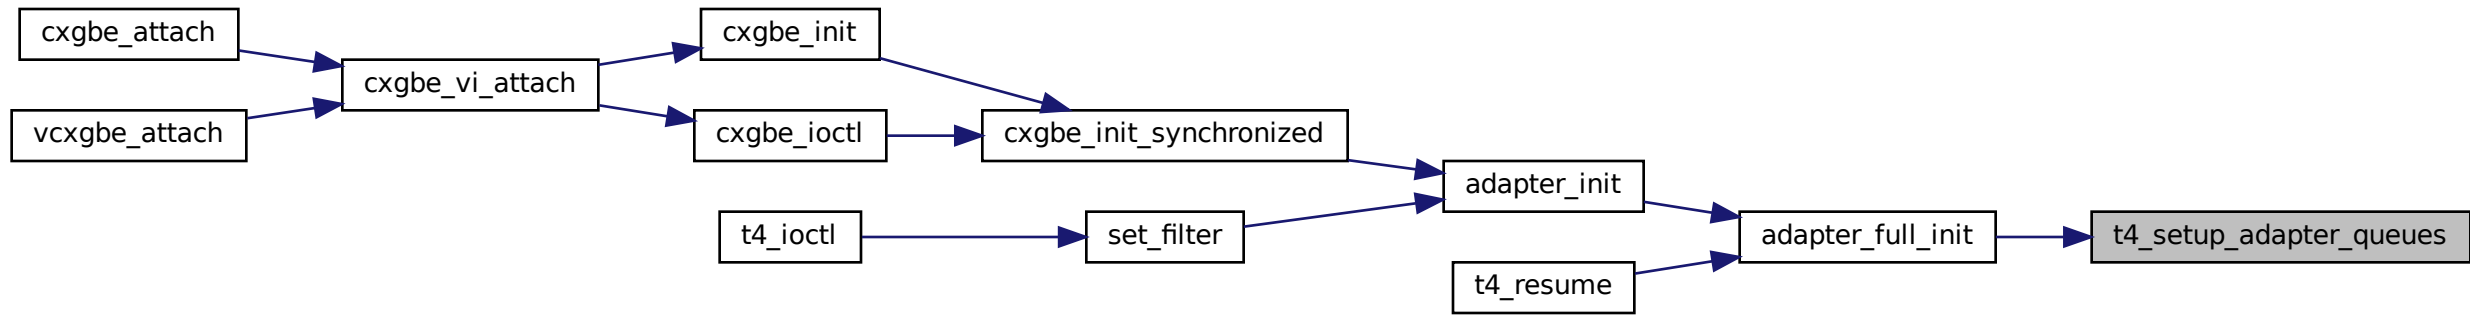 cxgbe_attach
vcxgbe_attach
cxgbe_vi_attach
cxgbe_init
cxgbe_ioctl
t4_ioctl
cxgbe_init_synchronized
set_filter
adapter_init
t4_resume
adapter_full_init
t4_setup_adapter_queues